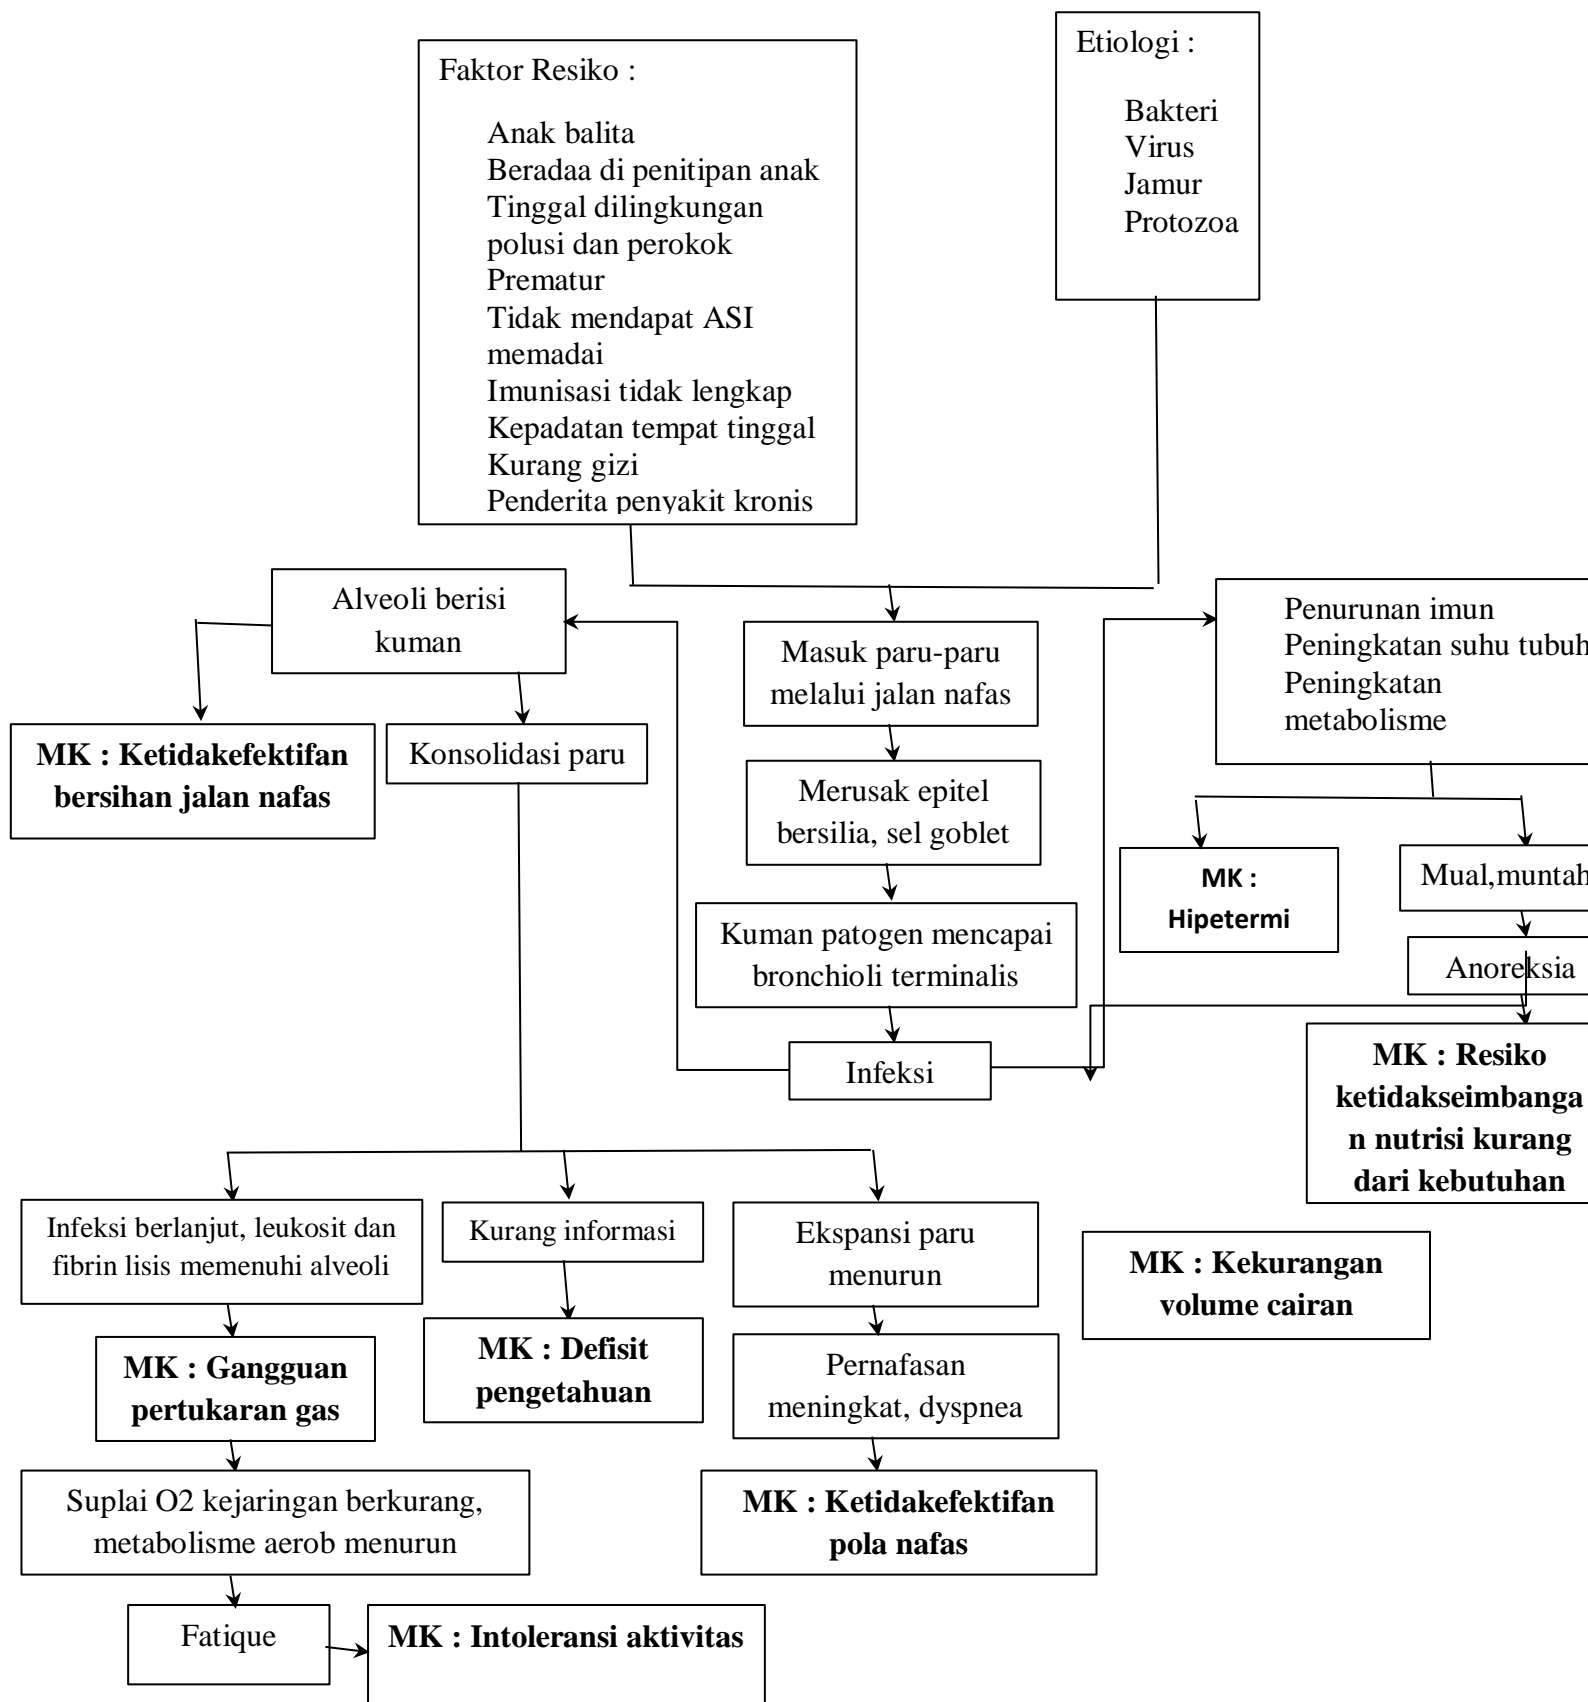 Etiologi :
Bakteri
Virus
Jamur
Protozoa
Faktor Resiko :
Anak balita
Beradaa di penitipan anak
Tinggal dilingkungan
polusi dan perokok
Prematur
Tidak mendapat ASI
memadai
Imunisasi tidak lengkap
Kepadatan tempat tinggal
Kurang gizi
Penderita penyakit kronis
Alveoli berisi
kuman
Masuk paru-paru
melalui jalan nafas
Penurunan imun
Peningkatan suhu tubuh
Peningkatan
metabolisme
MK : Ketidakefektifan
bersihan jalan nafas
Konsolidasi paru
Merusak epitel
bersilia, sel goblet
MK :
Hipetermi
Mual,muntah
Kuman patogen mencapai
bronchioli terminalis
Anoreksia
Infeksi
MK : Resiko
ketidakseimbanga
n nutrisi kurang
dari kebutuhan
Infeksi berlanjut, leukosit dan
fibrin lisis memenuhi alveoli
Kurang informasi
Ekspansi paru
menurun
MK : Kekurangan
volume cairan
MK : Gangguan
pertukaran gas
MK : Defisit
pengetahuan
Pernafasan
meningkat, dyspnea
Suplai O2 kejaringan berkurang,
metabolisme aerob menurun
MK : Ketidakefektifan
pola nafas
Fatique
MK : Intoleransi aktivitas